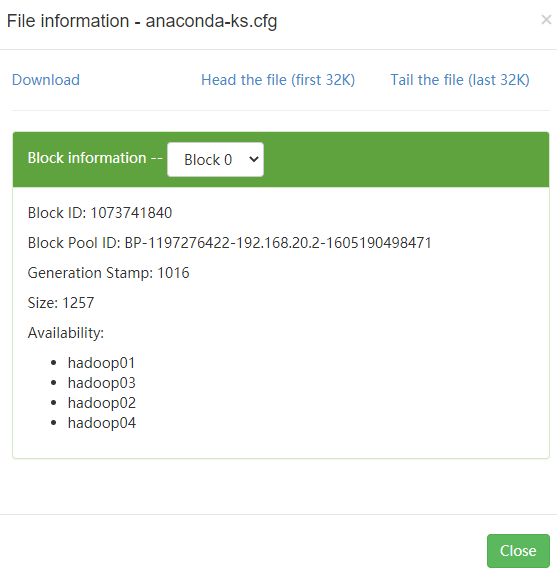 File information - anaconda-ks.cfg
×
Download Head the file (first 32K) Tail the file (last 32K)
Block information -- Block 0
Block ID: 1073741840
Block Pool ID: BP-1197276422-192.168.20.2-1605190498471
Generation Stamp: 1016
Size: 1257
Availability:
• hadoop01
• hadoop03
• hadoop02
• hadoop04
Close